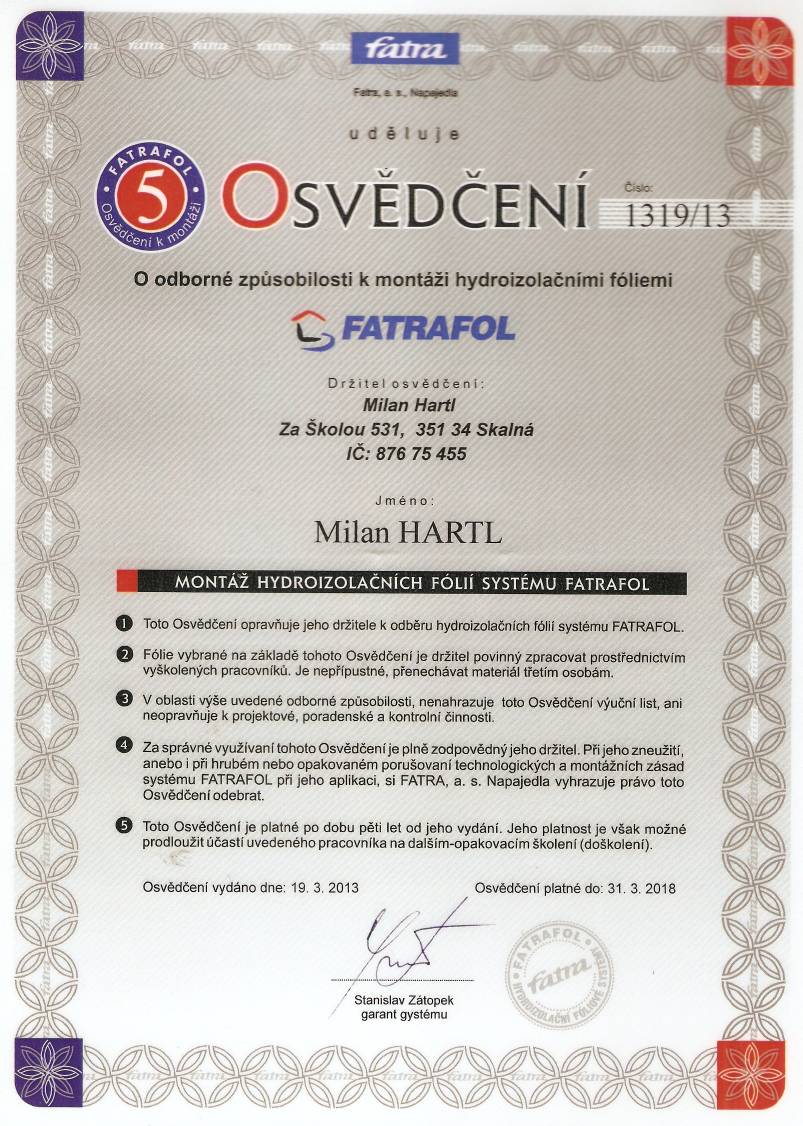 fatra
Fatra, a. s., Napajedla
uděluje
FATRAFOL
5
Osvědčení k montáži
OSVĚDČENÍ
Číslo:
1319/13
O odborné způsobilosti k montáži hydroizolačními fóliemi
FATRAFOL
Držitel osvědčení:
Milan Hartl
Za Školou 531, 351 34 Skalná
IČ: 876 75 455
Jméno:
Milan HARTL
MONTÁŽ HYDROIZOLAČNÍCH FÓLIÍ SYSTÉMU FATRAFOL
1 Toto Osvědčení opravňuje jeho držitele k odběru hydroizolačních fólií systému FATRAFOL.
2 Fólie vybrané na základě tohoto Osvědčení je držitel povinný zpracovat prostřednictvím
vyškolených pracovníků. Je nepřípustné, přenechávat materiál třetím osobám.
3 V oblasti výše uvedené odborné způsobilosti, nenahrazuje toto Osvědčení výuční list, ani
neopravňuje k projektové, poradenské a kontrolní činnosti.
4 Za správné využívaní tohoto Osvědčení je plně zodpovědný jeho držitel. Při jeho zneužití,
anebo i při hrubém nebo opakovaném porušovaní technologických a montážních zásad
systému FATRAFOL při jeho aplikaci, si FATRA, a. s. Napajedla vyhrazuje právo toto
Osvědčení odebrat.
5 Toto Osvědčení je platné po dobu pěti let od jeho vydání. Jeho platnost je však možné
prodloužit účastí uvedeného pracovníka na dalším-opakovacím školení (doškolení).
Osvědčení vydáno dne: 19. 3. 2013 Osvědčení platné do: 31. 3. 2018
FATRAFOL
fatra
HYDROIZOLAČNÍ FÓLIOVÉ SYSTÉMY
Stanislav Zátopek
garant gystému